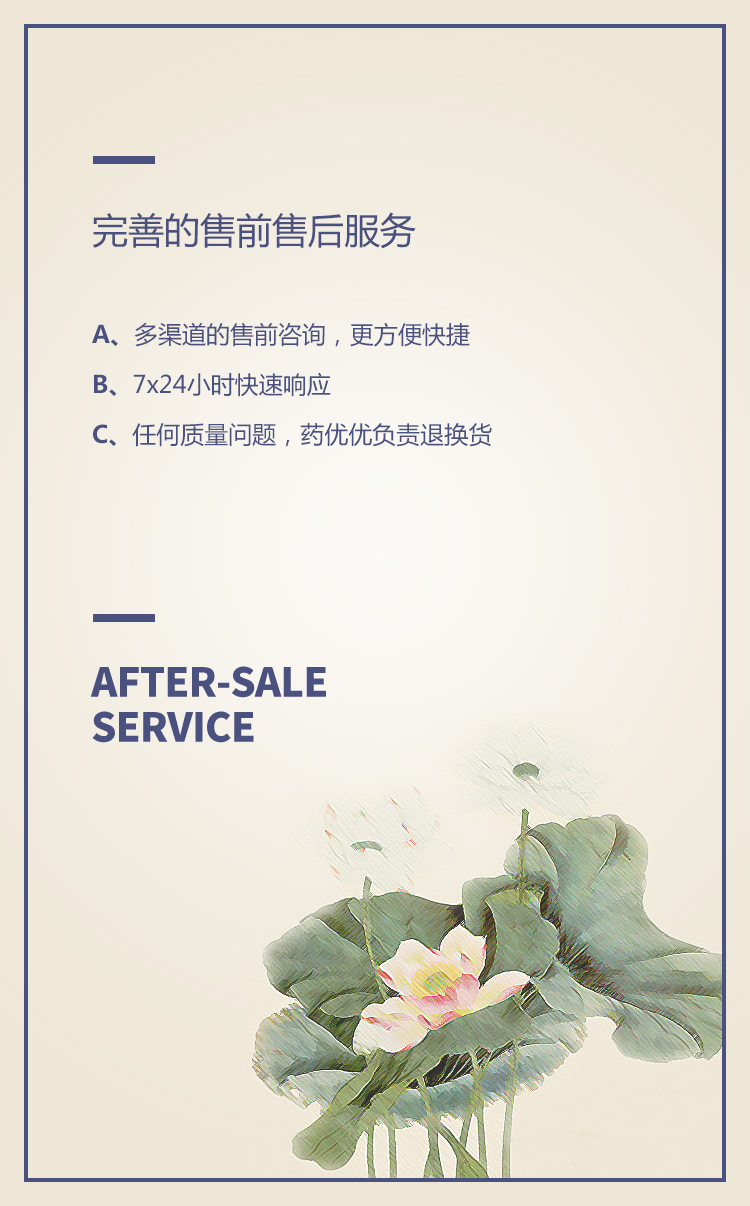 完善的售前售后服务
A、多渠道的售前咨询，更方便快捷
B、7x24小时快速响应
C、任何质量问题，药优优负责退换货
AFTER-SALE
SERVICE